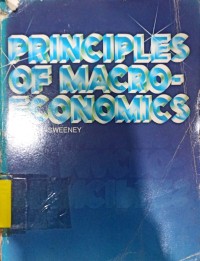 PRINCIPLES
OF MACRO-
ECONOMICS
SWEENEY